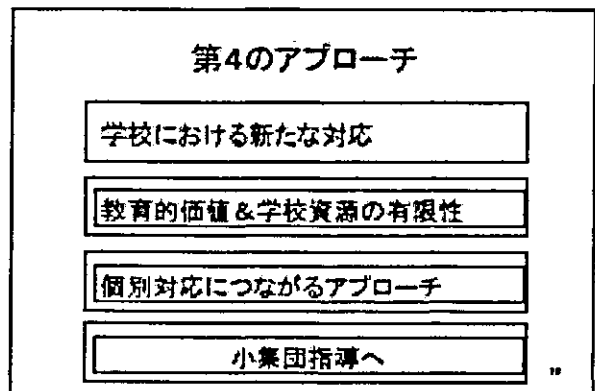 第4のアプローチ
学校における新たな対応
教育的価値&学校資源の有限性
個別対応につながるアプローチ
小集団指導へ